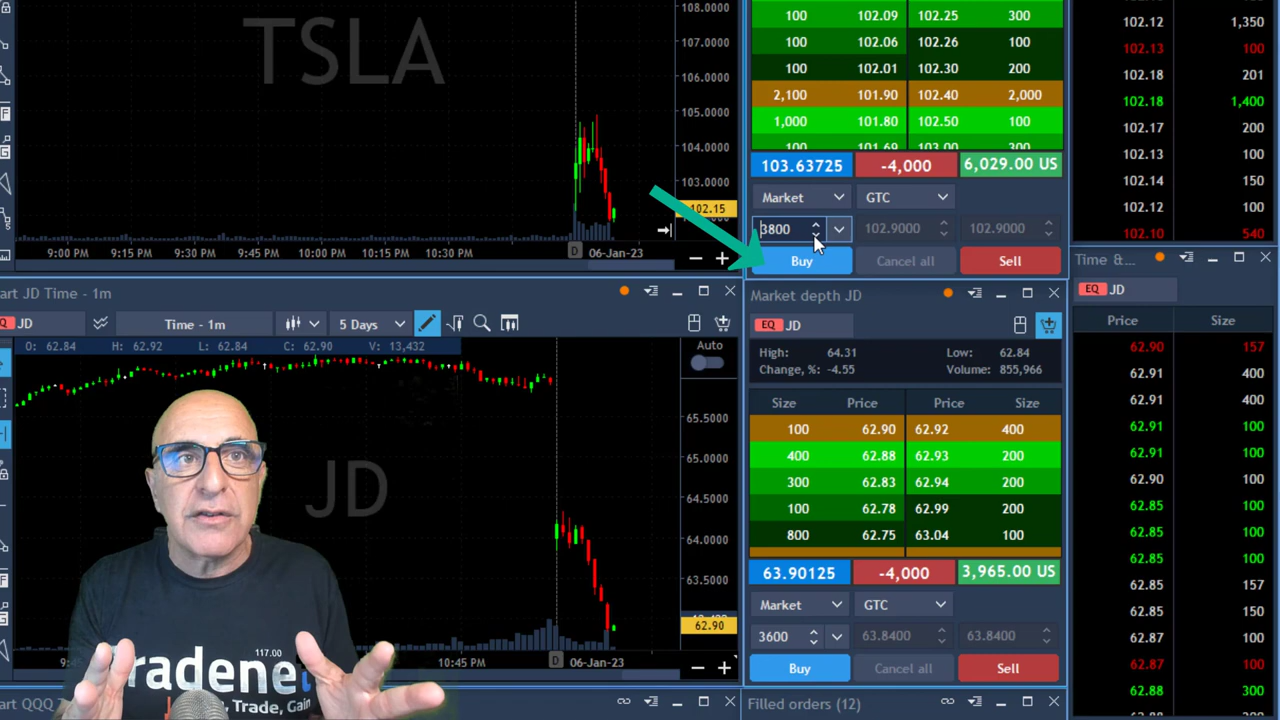 TSLA
108.0000
107.0000
106.0000
105.0000
104.0000
103.0000
102.15
9:00 PM 9:45 PM 10:15 PM 10:30 PM D 06-Jan-23
100 102.09 102.25 300
100 102.06 102.26 100
100 102.01 102.30 200
2,100 101.90 102.40 2,000
1,000 101.80 102.50 100
100 101.69 103.00 300
103.63725 -4,000 6,029.00 US
Market GTC
3800 102.9000 102.9000
Buy Cancel all Sell
102.12 1,350
102.13 100
102.18 201
102.18 1,400
102.17 200
102.13 100
102.14 150
102.12 100
102.10 540
art JD Time - 1m
JD Time - 1m 5 Days
O: 62.84 H: 62.92 L: 62.84 C: 62.90 V: 13,432
Auto
JD
65.5000
65.0000
64.5000
64.0000
63.5000
62.90
10:45 PM D 06-Jan-23
Market depth JD
EQ JD
High: 64.31 Low: 62.84
Change, %: -4.55 Volume: 855,966
Size Price Price Size
100 62.90 62.92 400
400 62.88 62.93 200
300 62.83 62.94 200
100 62.78 62.99 200
800 62.75 63.04 100
63.90125 -4,000 3,965.00 US
Market GTC
3600 63.8400 63.8400
Buy Cancel all Sell
Time &...
EQ JD
Price Size
62.90 157
62.91 400
62.91 400
62.91 100
62.91 100
62.90 100
62.85 100
62.85 100
62.85 100
62.85 157
62.85 150
62.87 100
62.87 100
62.88 300
117.00
radenet
, Trade, Gain
art QQQ
Filled orders (12)